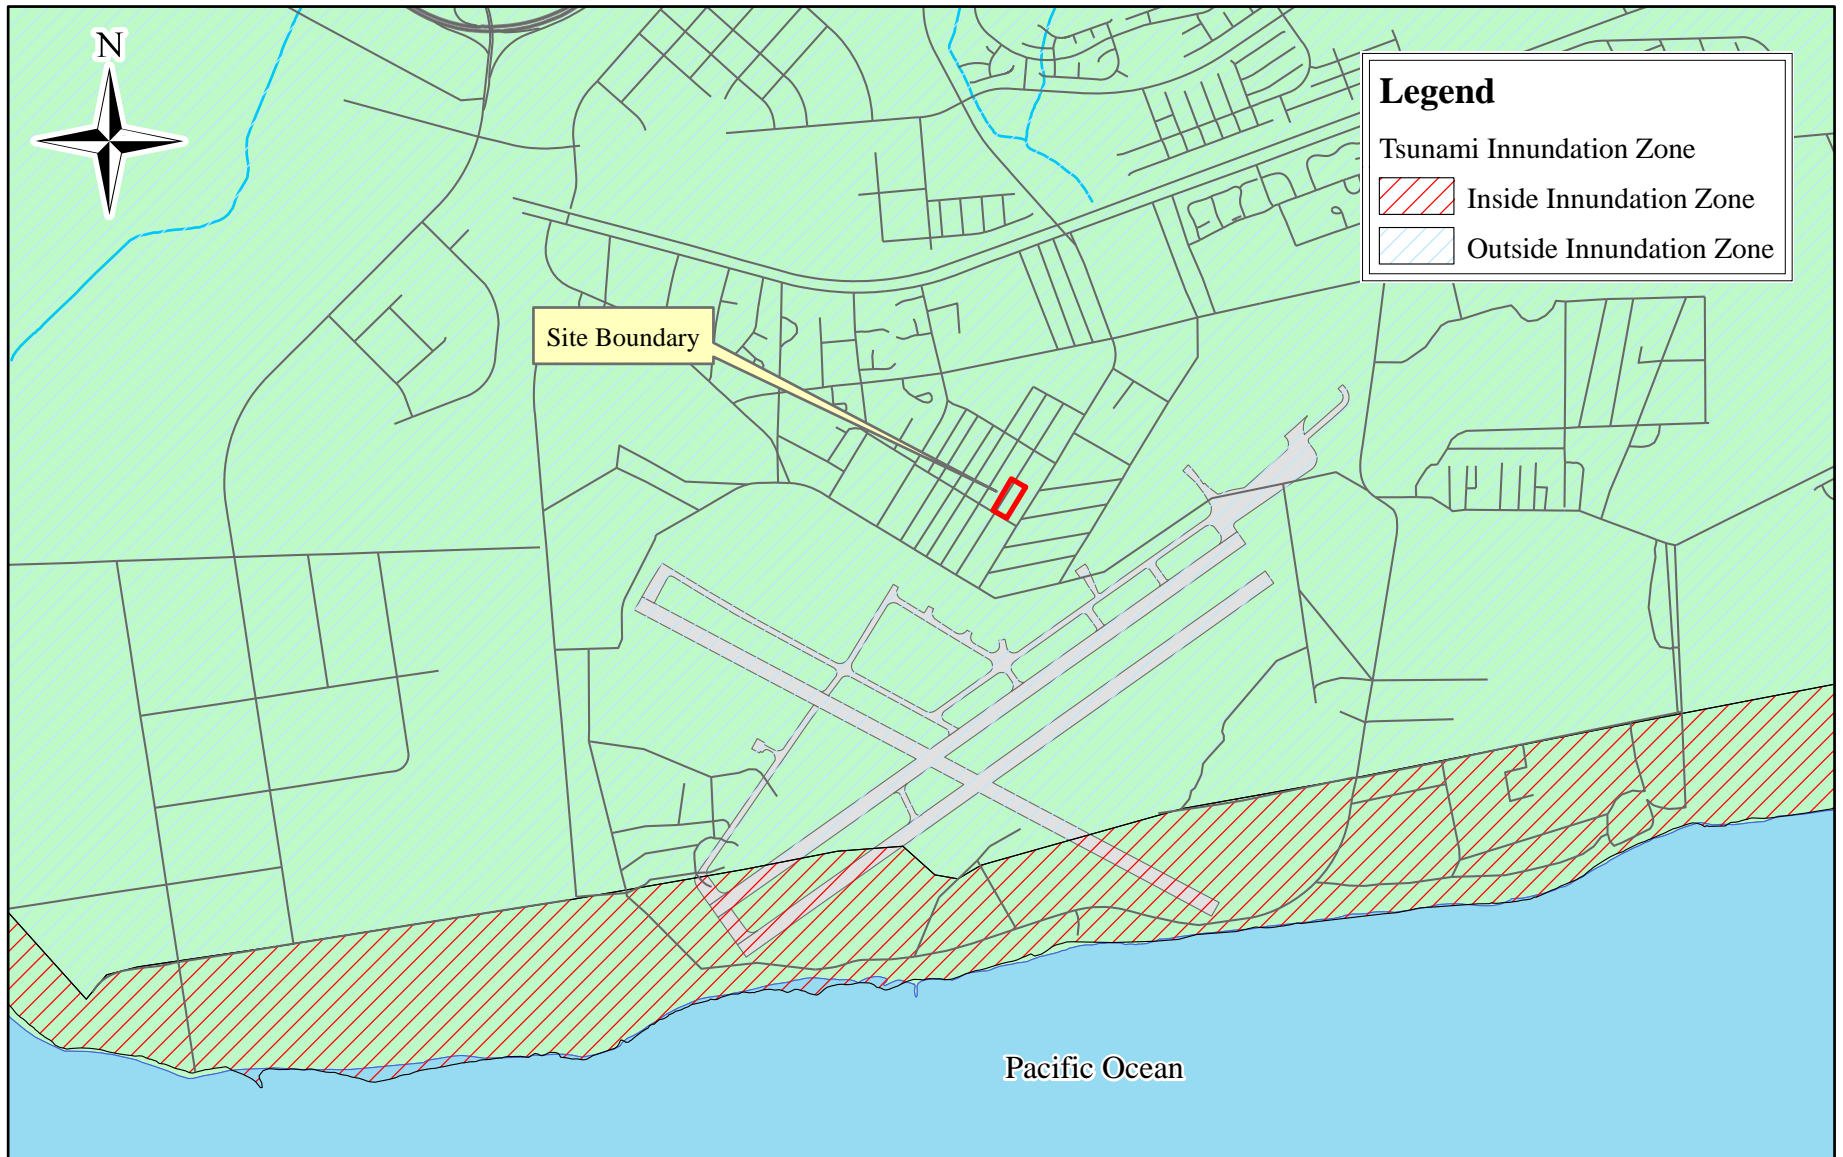 N
Legend
Tsunami Innundation Zone
Inside Innundation Zone
Outside Innundation Zone
Site Boundary
Pacific Ocean